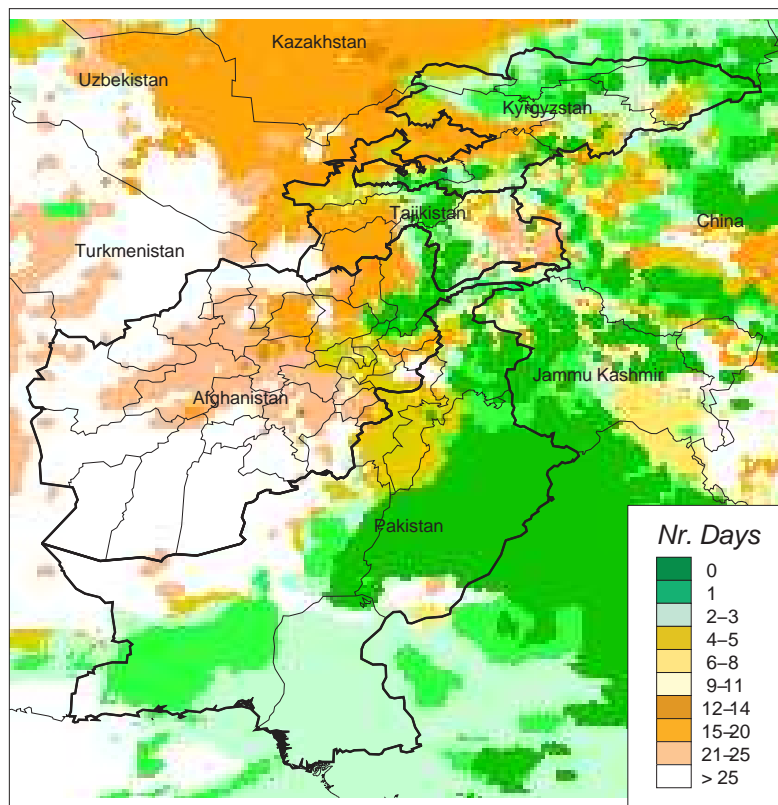 Kazakhstan
Uzbekistan
Kyrgyzstan
Tajikistan
China
Turkmenistan
Jammu Kashmir
Afghanistan
Pakistan
Nr. Days
0
1
2–3
4–5
6–8
9–11
12–14
15–20
21–25
> 25